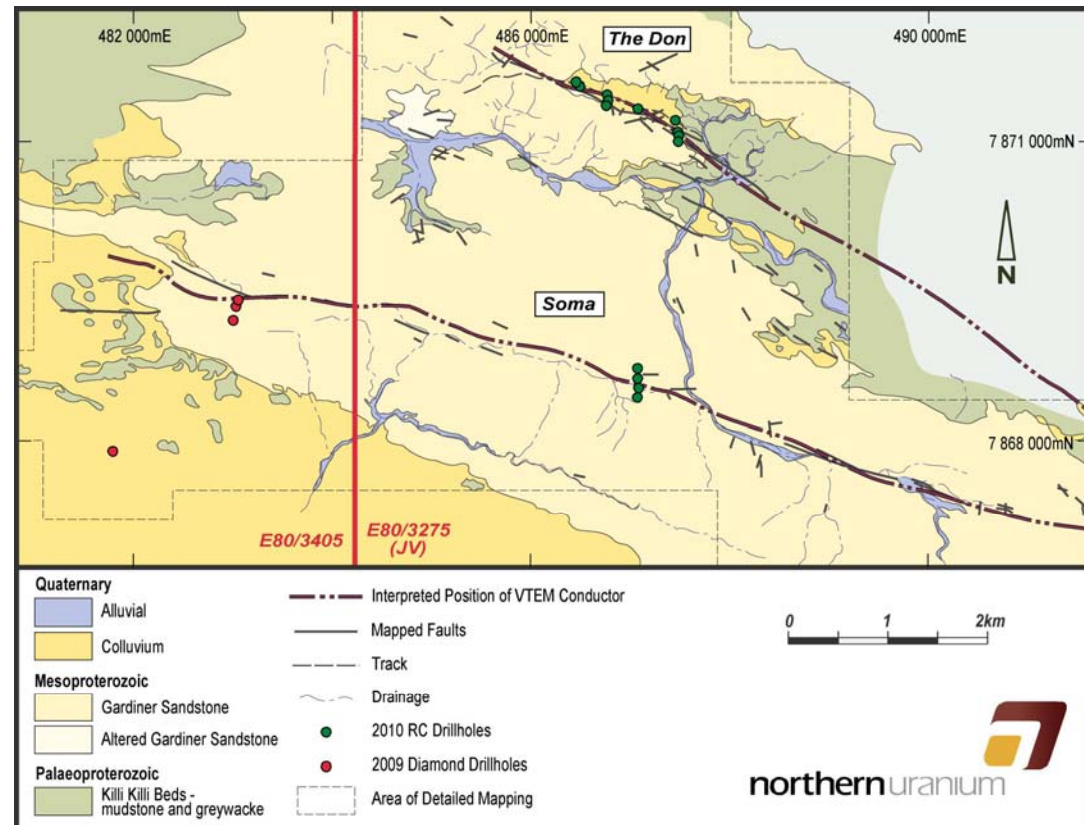 482 000mE
486 000mE
490 000mE
The Don
7 871 000mN
N
Soma
7 868 000mN
E80/3405
E80/3275
(JV)
Quaternary
Alluvial
Colluvium
Mesoproterozoic
Gardiner Sandstone
Altered Gardiner Sandstone
Palaeoproterozoic
Killi Killi Beds -
mudstone and greywacke
Interpreted Position of VTEM Conductor
Mapped Faults
Track
Drainage
2010 RC Drillholes
2009 Diamond Drillholes
Area of Detailed Mapping
0 1 2km
northernuranium